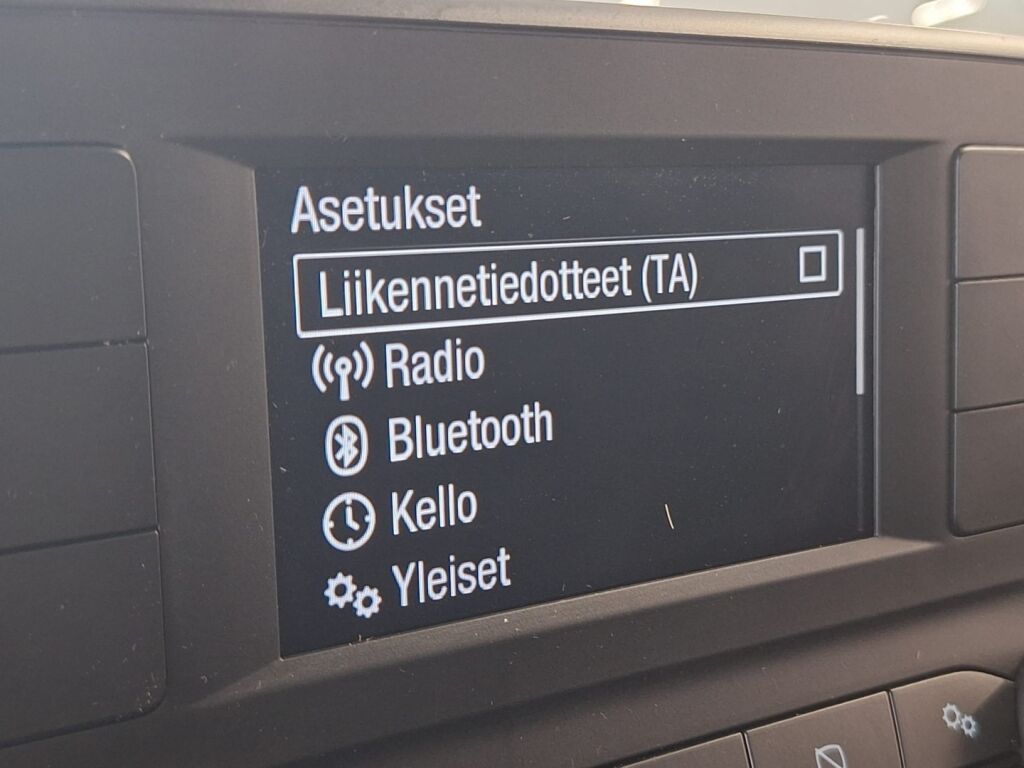 Asetukset
Liikennetiedotteet (TA)
Radio
Bluetooth
Kello
Yleiset